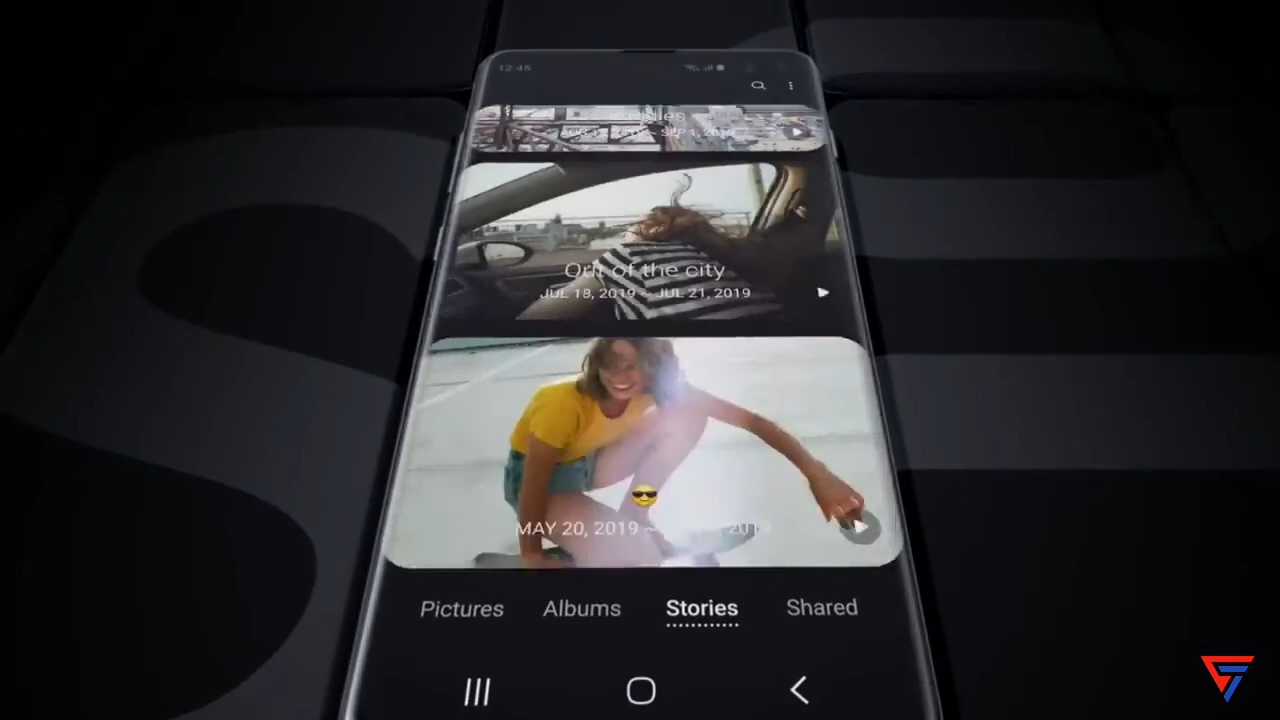 12:45
Out of the city
JUL 18, 2019 ~ JUL 21, 2019
MAY 20, 2019 ~
Pictures
Albums
Stories
Shared